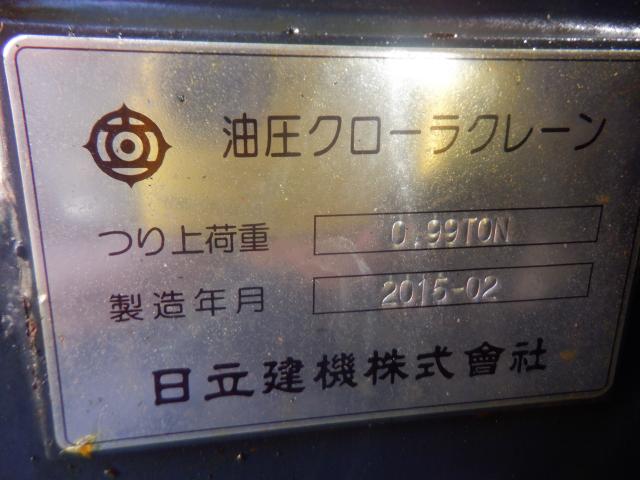 油圧クローラクレーン
つり上荷重 0.99TON
製造年月 2015-02
日立建機株式會社